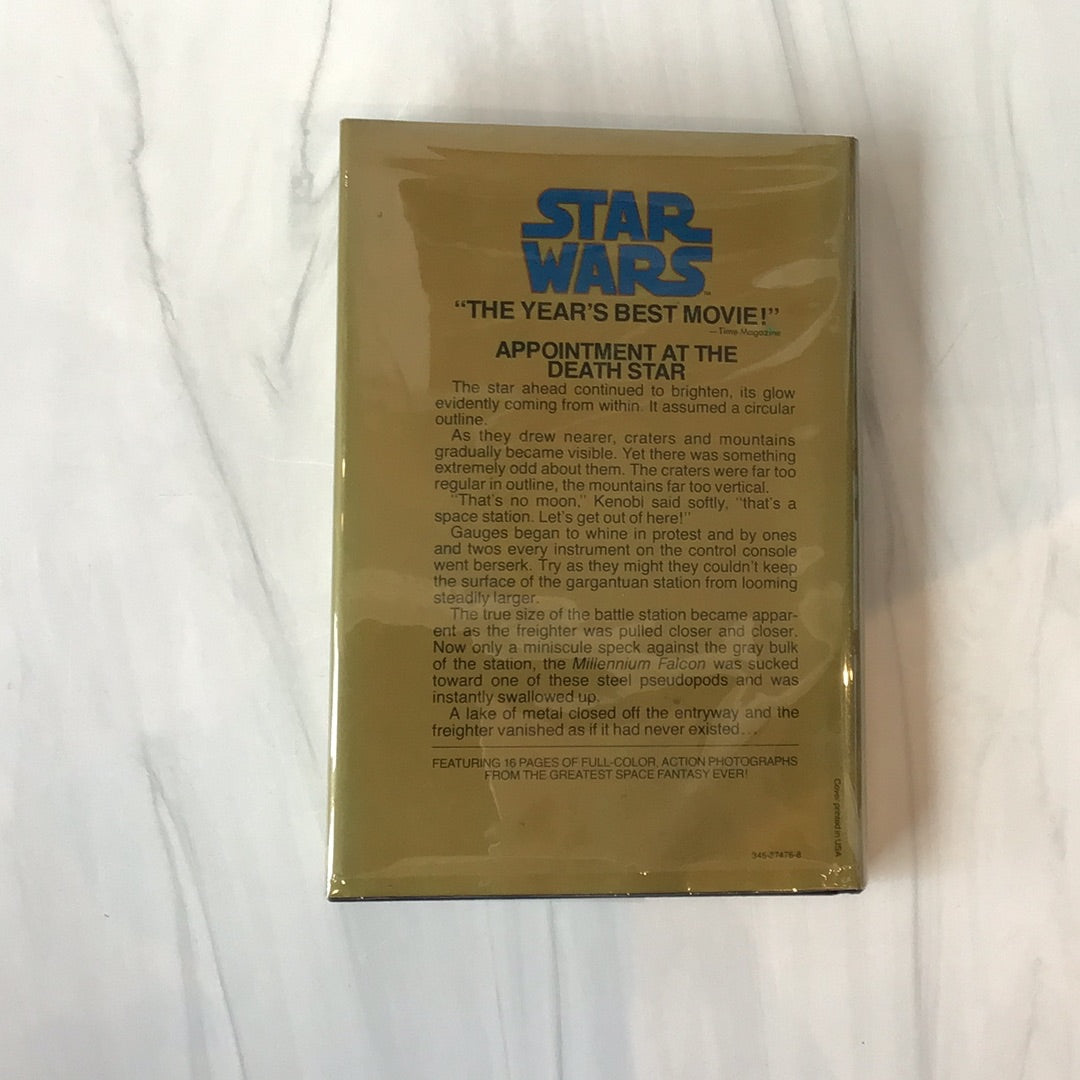 STAR
WARS™
“THE YEAR’S BEST MOVIE!”
—Time Magazine
APPOINTMENT AT THE
DEATH STAR
The star ahead continued to brighten, its glow
evidently coming from within. It assumed a circular
outline.
As they drew nearer, craters and mountains
gradually became visible. Yet there was something
extremely odd about them. The craters were far too
regular in outline, the mountains far too vertical.
“That’s no moon,” Kenobi said softly, “that’s a
space station. Let’s get out of here!”
Gauges began to whine in protest and by ones
and twos every instrument on the control console
went berserk. Try as they might they couldn’t keep
the surface of the gargantuan station from looming
steadily larger.
The true size of the battle station became appar-
ent as the freighter was pulled closer and closer.
Now only a miniscule speck against the gray bulk
of the station, the Millennium Falcon was sucked
toward one of these steel pseudopods and was
instantly swallowed up.
A lake of metal closed off the entryway and the
freighter vanished as if it had never existed...
FEATURING 16 PAGES OF FULL-COLOR, ACTION PHOTOGRAPHS
FROM THE GREATEST SPACE FANTASY EVER!
Cover printed in USA
345-27476-8